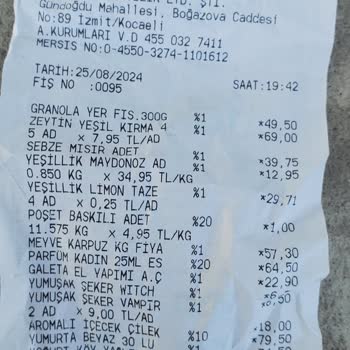 LTD. ŞTİ.
Gündoğdu Mahallesi, Boğazova Caddesi
No:89 İzmit/Kocaeli
A.KURUMLARI V.D 455 032 7411
MERSIS NO:0-4550-3274-1101612
TARİH:25/08/2024 SAAT:19:42
FİŞ NO :0095
GRANOLA YER FIS.300G %1 *49,50
ZEYTİN YEŞİL KIRMA 4 %1 *69,00
5 AD × 7,95 TL/AD
SEBZE MISIR ADET %1 *39,75
YEŞİLLİK MAYDONOZ AD %1 *12,95
0.850 KG × 34,95 TL/KG
YEŞİLLİK LİMON TAZE %1 *29,71
4 AD × 0,25 TL/AD
POŞET BASKILI ADET %20 *1,00
11.575 KG × 4,95 TL/KG
MEYVE KARPUZ KG FİYA %1 *57,30
PARFÜM KADIN 25ML ES %20 *64,50
GALETA EL YAPIMI A.Ç %1 *22,90
YUMUŞAK ŞEKER WITCH %1
YUMUŞAK ŞEKER VAMPIR %1
2 AD × 9,00 TL/AD
AROMALI İÇECEK ÇİLEK %10 *18,00
YUMURTA BEYAZ 30 LU %1 *79,50